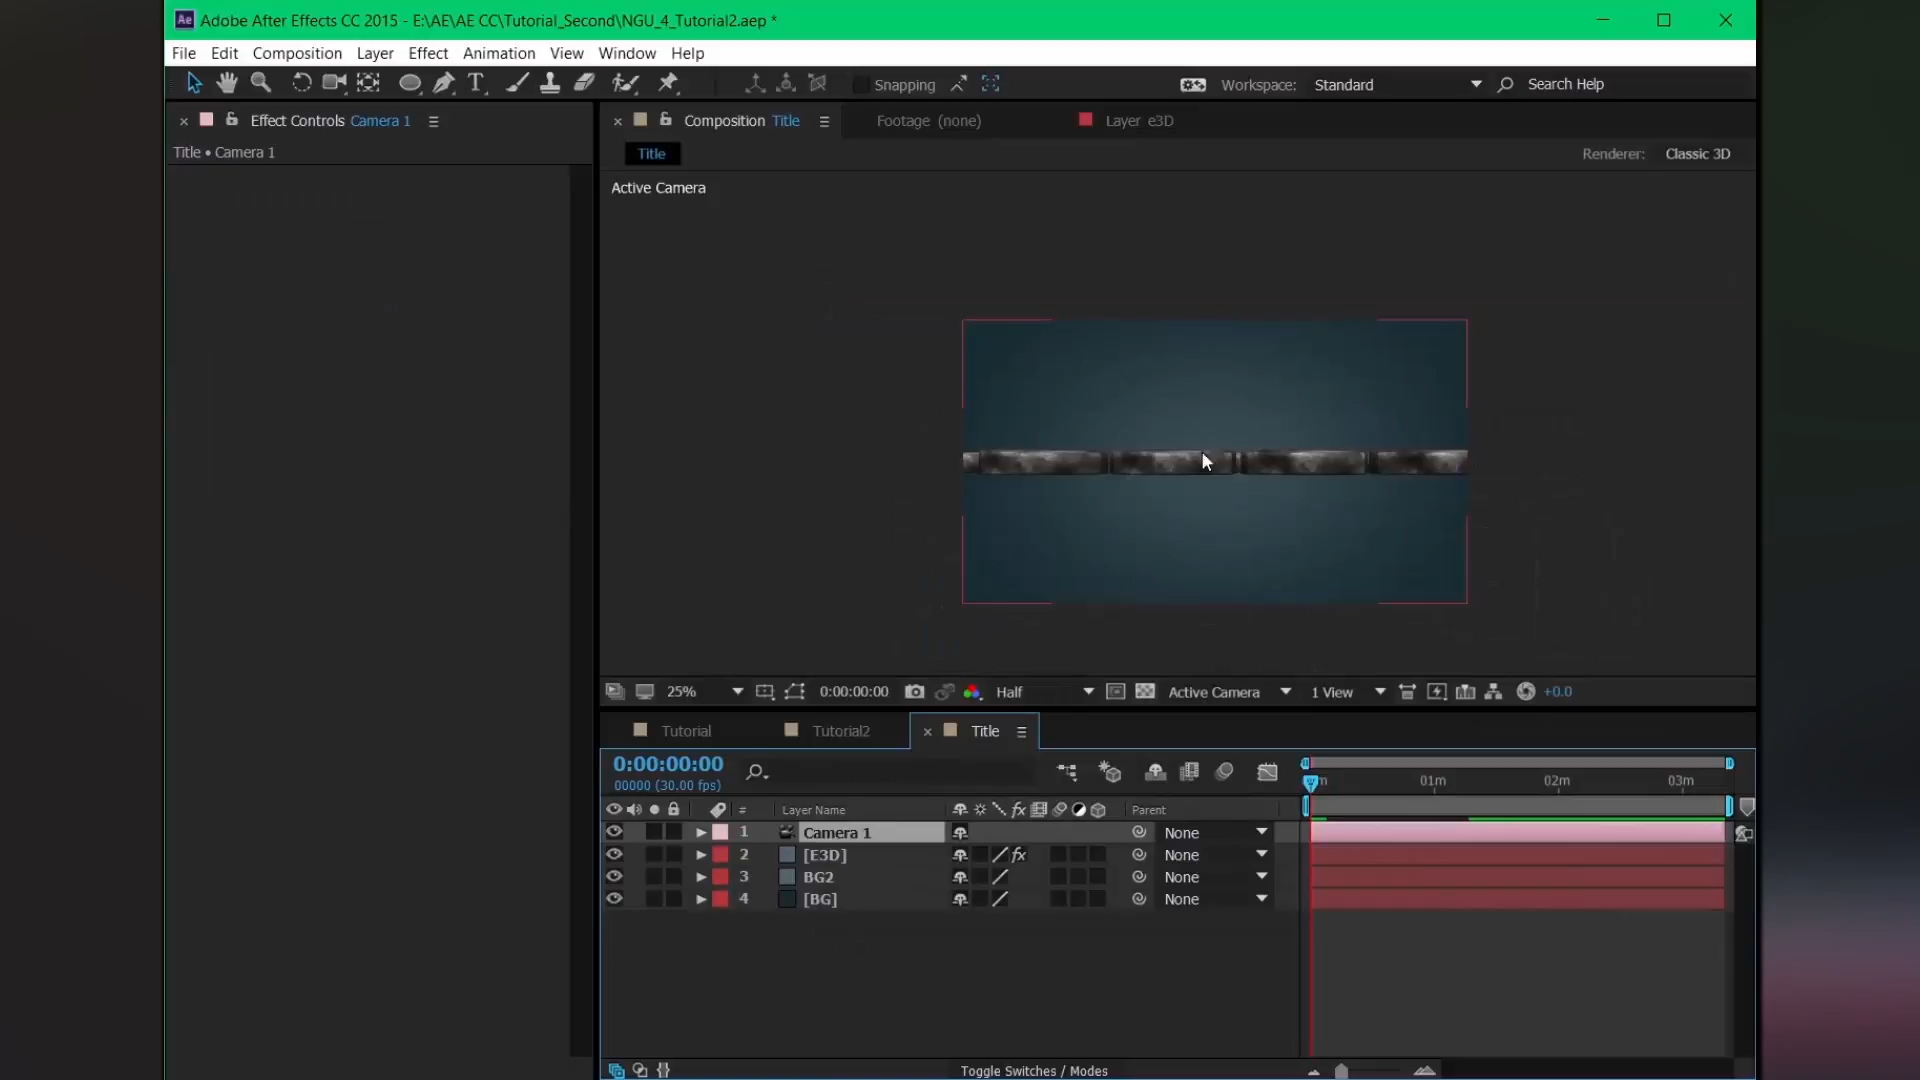 Ae Adobe After Effects CC 2015 - E:\AE\AE CC\Tutorial_Second\NGU_4_Tutorial2.aep *
File Edit Composition Layer Effect Animation View Window Help
Snapping Workspace: Standard Search Help
Effect Controls Camera 1 Composition Title Footage (none) Layer e3D
Title • Camera 1 Title Renderer: Classic 3D
Active Camera
25% 0:00:00:00 Half Active Camera 1 View +0.0
Tutorial Tutorial2 Title
0:00:00:00
00000 (30.00 fps) 01m 02m 03m
# Layer Name fx Parent
1 Camera 1 None
2 [E3D] fx None
3 BG2 None
4 [BG] None
Toggle Switches / Modes